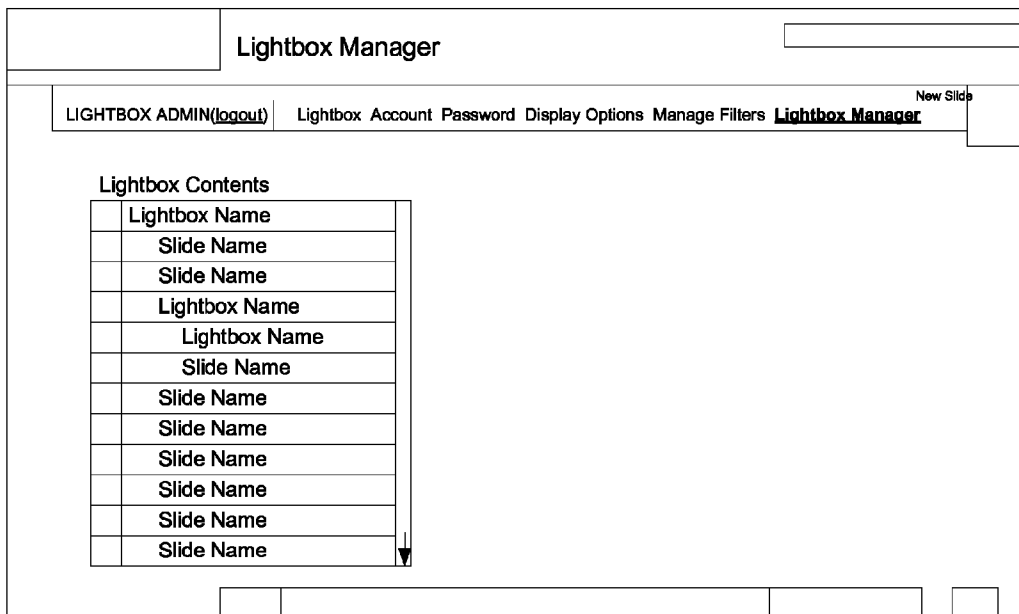 Lightbox Manager
New Slide
LIGHTBOX ADMIN(logout) Lightbox Account Password Display Options Manage Filters Lightbox Manager
Lightbox Contents
Lightbox Name
Slide Name
Slide Name
Lightbox Name
Lightbox Name
Slide Name
Slide Name
Slide Name
Slide Name
Slide Name
Slide Name
Slide Name